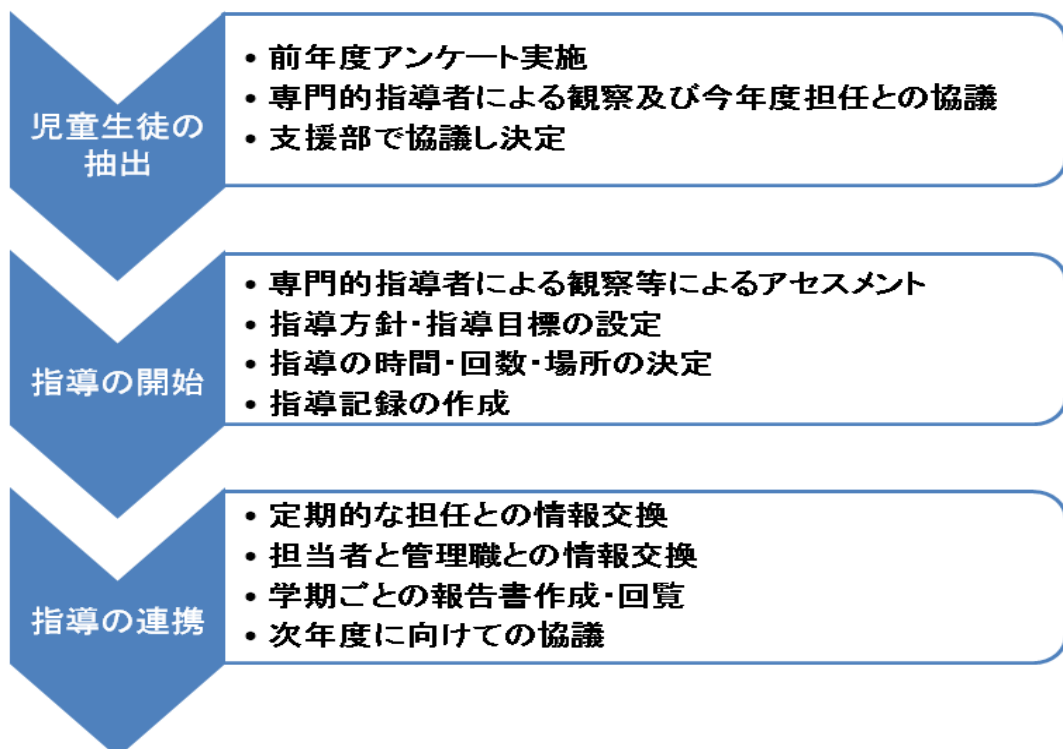 児童生徒の
抽出
• 前年度アンケート実施
• 専門的指導者による観察及び今年度担任との協議
• 支援部で協議し決定
指導の開始
• 専門的指導者による観察等によるアセスメント
• 指導方針・指導目標の設定
• 指導の時間・回数・場所の決定
• 指導記録の作成
指導の連携
• 定期的な担任との情報交換
• 担当者と管理職との情報交換
• 学期ごとの報告書作成・回覧
• 次年度に向けての協議